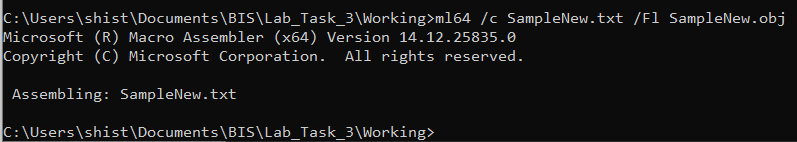 C:\Users\shist\Documents\BIS\Lab_Task_3\Working>ml64 /c SampleNew.txt /Fl SampleNew.obj
Microsoft (R) Macro Assembler (x64) Version 14.12.25835.0
Copyright (C) Microsoft Corporation.  All rights reserved.
 Assembling: SampleNew.txt
C:\Users\shist\Documents\BIS\Lab_Task_3\Working>